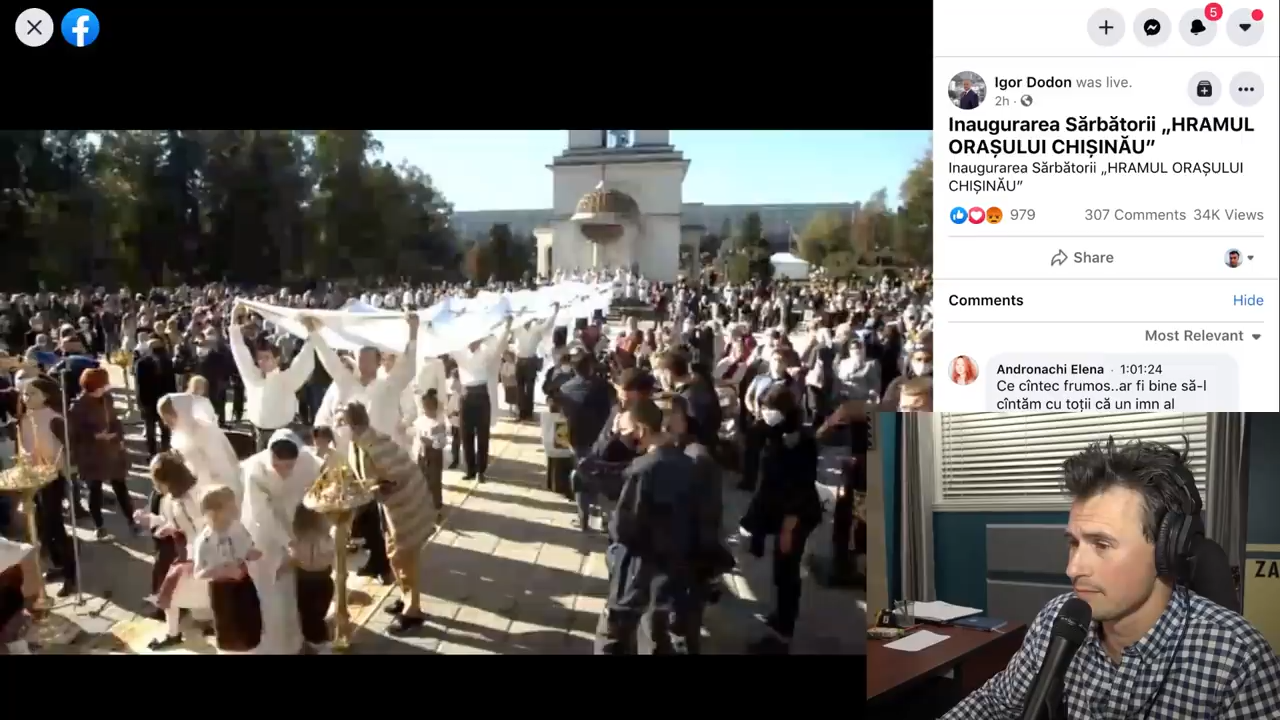 5
Igor Dodon was live.
2h ·
Inaugurarea Sărbătorii „HRAMUL
ORAȘULUI CHIȘINĂU”
Inaugurarea Sărbătorii „HRAMUL ORAȘULUI
CHIȘINĂU”
979 307 Comments 34K Views
Share
Comments Hide
Most Relevant
Andronachi Elena · 1:01:24
Ce cîntec frumos..ar fi bine să-l
cîntăm cu toții că un imn al
ZA